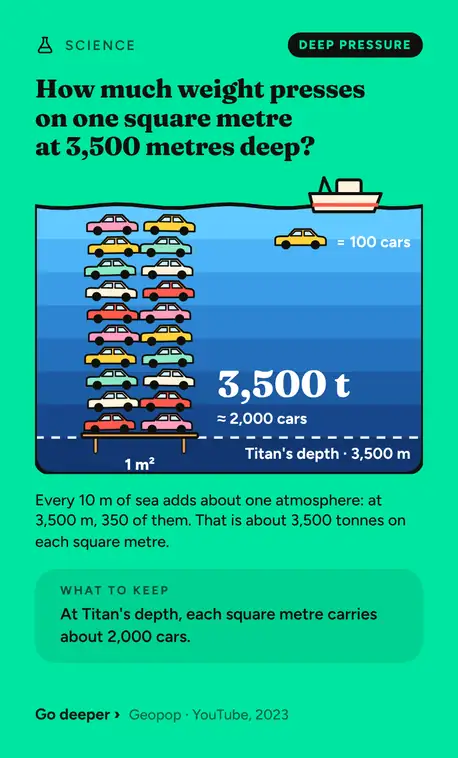 SCIENCE
DEEP PRESSURE
How much weight presses
on one square metre
at 3,500 metres deep?
= 100 cars
3,500 t
≈ 2,000 cars
Titan's depth · 3,500 m
1 m²
Every 10 m of sea adds about one atmosphere: at
3,500 m, 350 of them. That is about 3,500 tonnes on
each square metre.
WHAT TO KEEP
At Titan's depth, each square metre carries
about 2,000 cars.
Go deeper › Geopop · YouTube, 2023